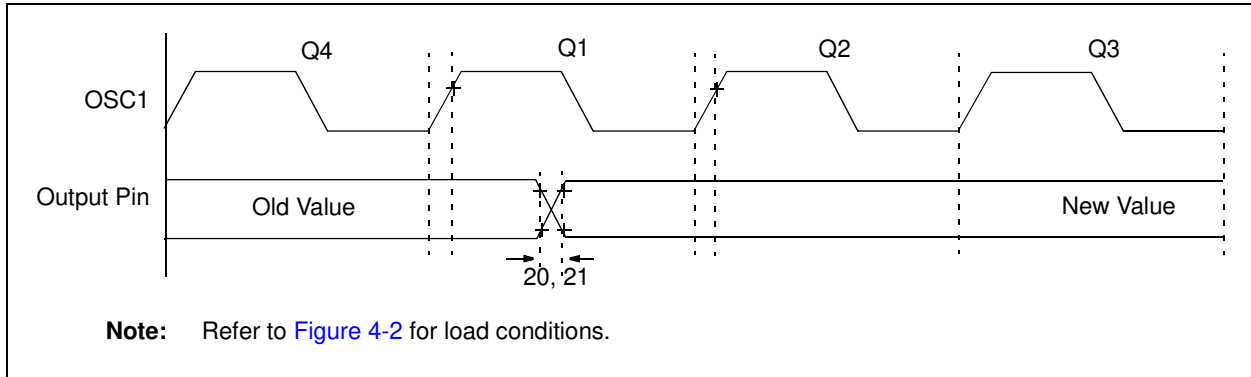 Q4 Q1 Q2 Q3
OSC1
Output Pin
Old Value New Value
20, 21
Note: Refer to Figure 4-2 for load conditions.